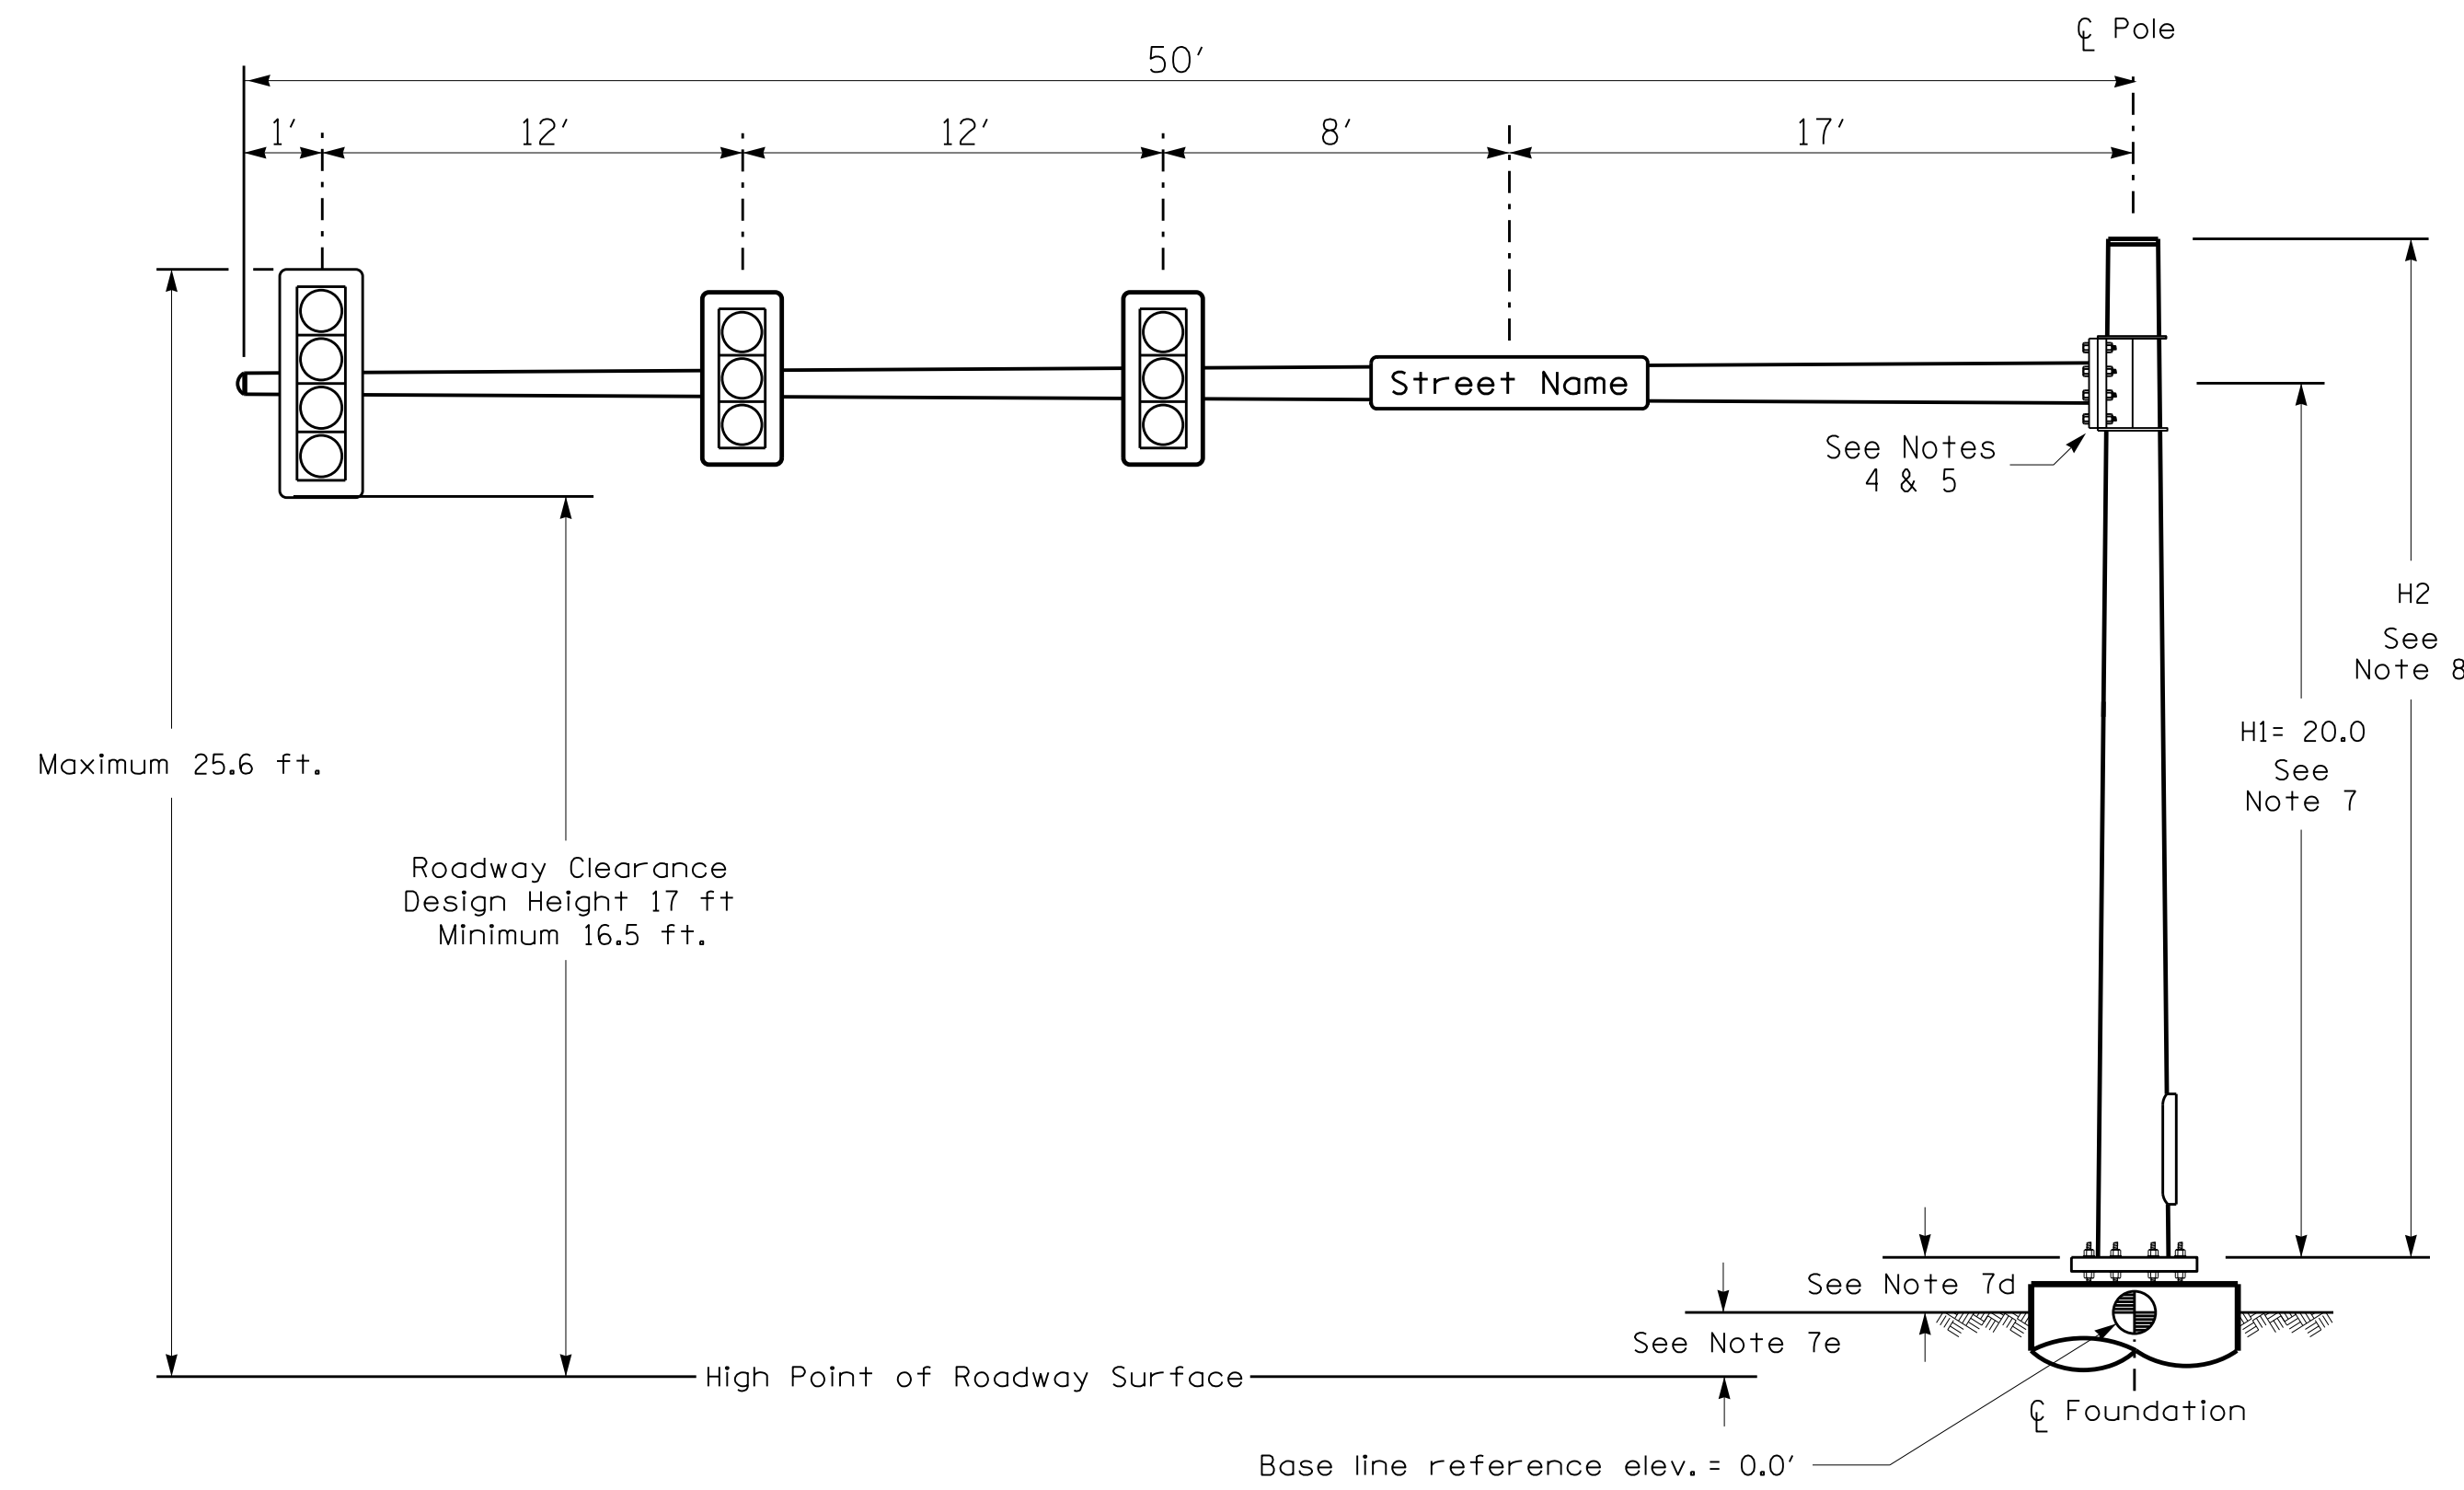 ℄ Pole
50'
1' 12' 12' 8' 17'
Street Name
See Notes
4 & 5
H2
See
Note 8
H1= 20.0
See
Note 7
Maximum 25.6 ft.
Roadway Clearance
Design Height 17 ft
Minimum 16.5 ft.
See Note 7d
See Note 7e
High Point of Roadway Surface
℄ Foundation
Base line reference elev. = 0.0'